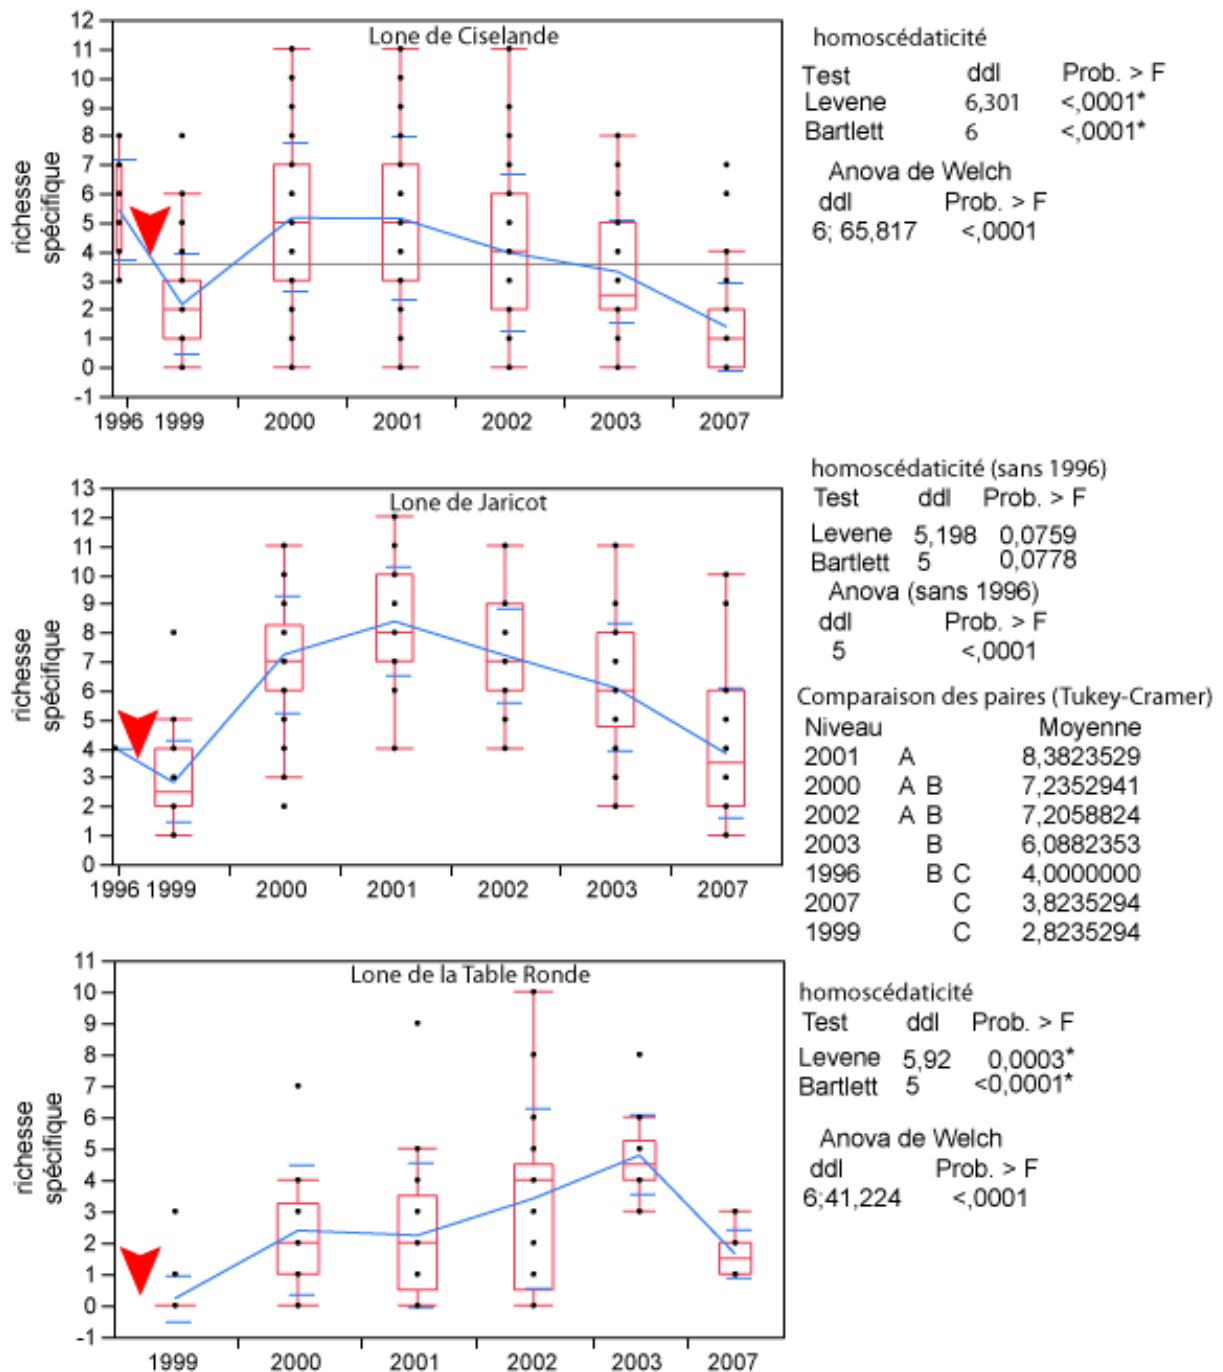 Lone de Ciselande
richesse spécifique
12
11
10
9
8
7
6
5
4
3
2
1
0
-1
1996 1999 2000 2001 2002 2003 2007
homoscédaticité
Test ddl Prob. > F
Levene 6,301 <,0001*
Bartlett 6 <,0001*
Anova de Welch
ddl Prob. > F
6; 65,817 <,0001
Lone de Jaricot
richesse spécifique
13
12
11
10
9
8
7
6
5
4
3
2
1
0
1996 1999 2000 2001 2002 2003 2007
homoscédaticité (sans 1996)
Test ddl Prob. > F
Levene 5,198 0,0759
Bartlett 5 0,0778
Anova (sans 1996)
ddl Prob. > F
5 <,0001
Comparaison des paires (Tukey-Cramer)
Niveau Moyenne
2001 A 8,3823529
2000 A B 7,2352941
2002 A B 7,2058824
2003 B 6,0882353
1996 B C 4,0000000
2007 C 3,8235294
1999 C 2,8235294
Lone de la Table Ronde
richesse spécifique
11
10
9
8
7
6
5
4
3
2
1
0
-1
1999 2000 2001 2002 2003 2007
homoscédaticité
Test ddl Prob. > F
Levene 5,92 0,0003*
Bartlett 5 <0,0001*
Anova de Welch
ddl Prob. > F
6;41,224 <,0001